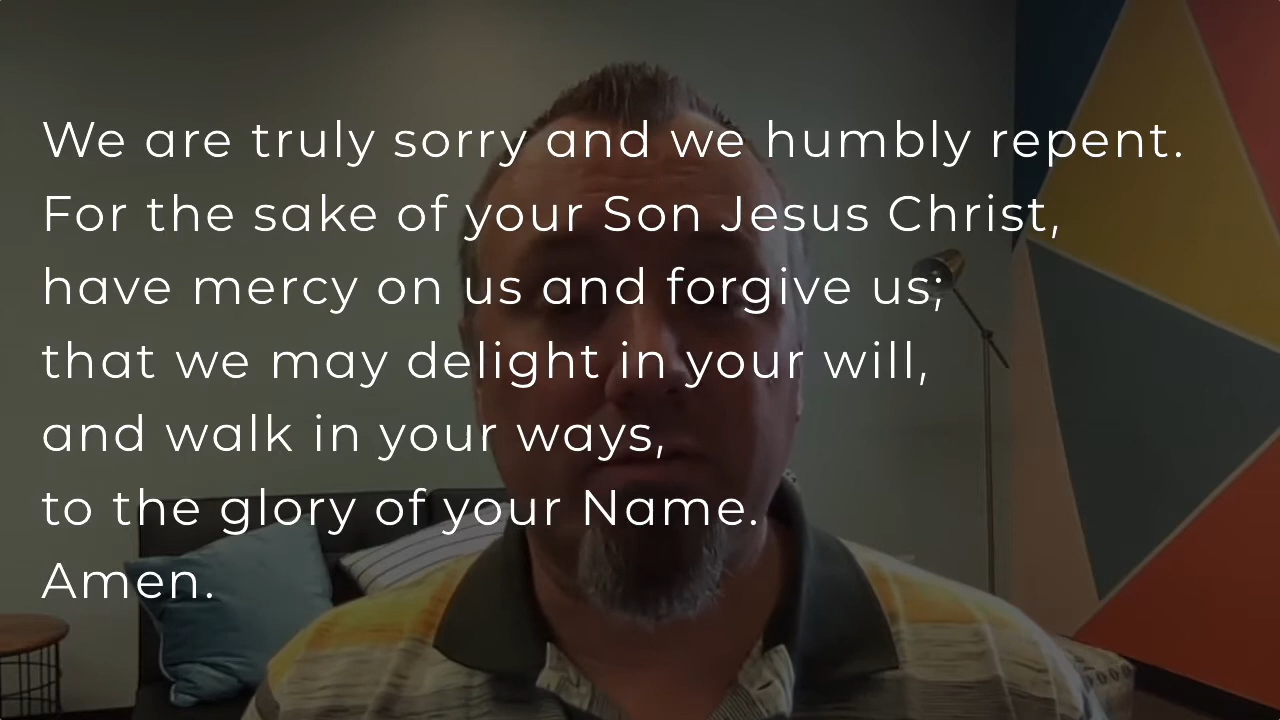 We are truly sorry and we humbly repent.
For the sake of your Son Jesus Christ,
have mercy on us and forgive us;
that we may delight in your will,
and walk in your ways,
to the glory of your Name.
Amen.